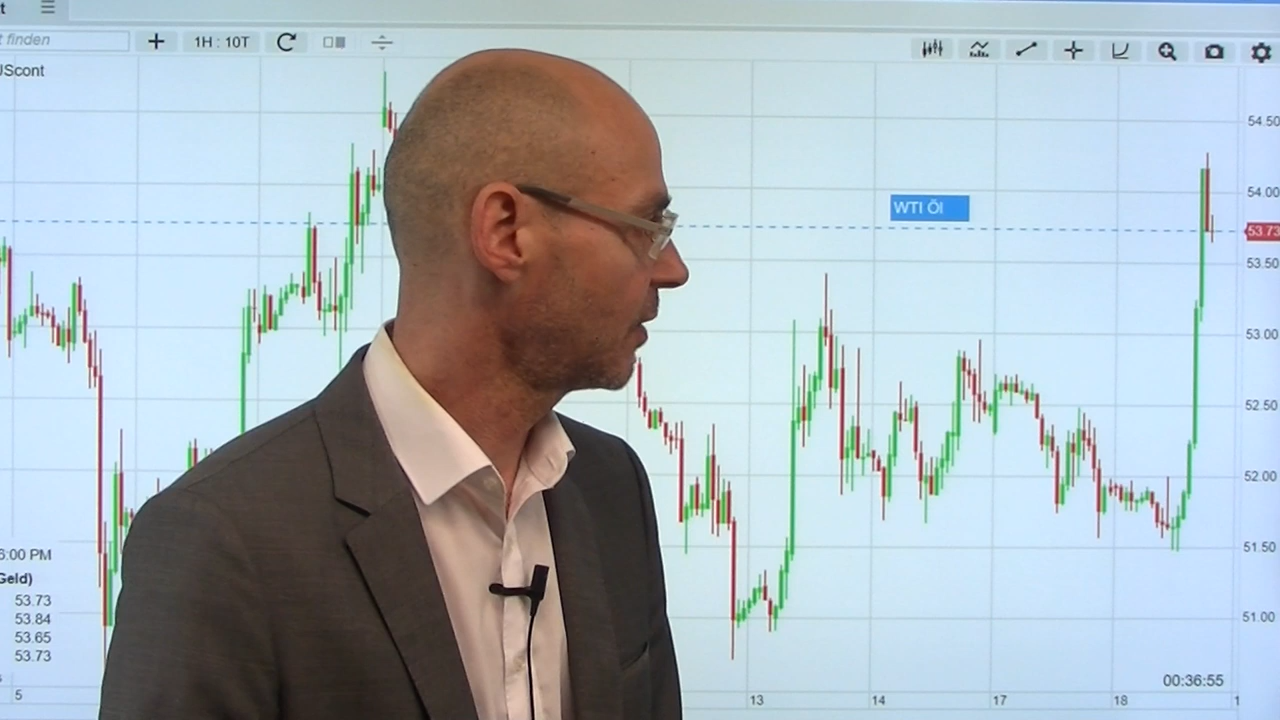 t
t finden
1H : 10T
UScont
54.50
54.00
WTI Öl
53.73
53.50
53.00
52.50
52.00
51.50
51.00
6:00 PM
Geld)
53.73
53.84
53.65
53.73
00:36:55
5
13
14
17
18
1